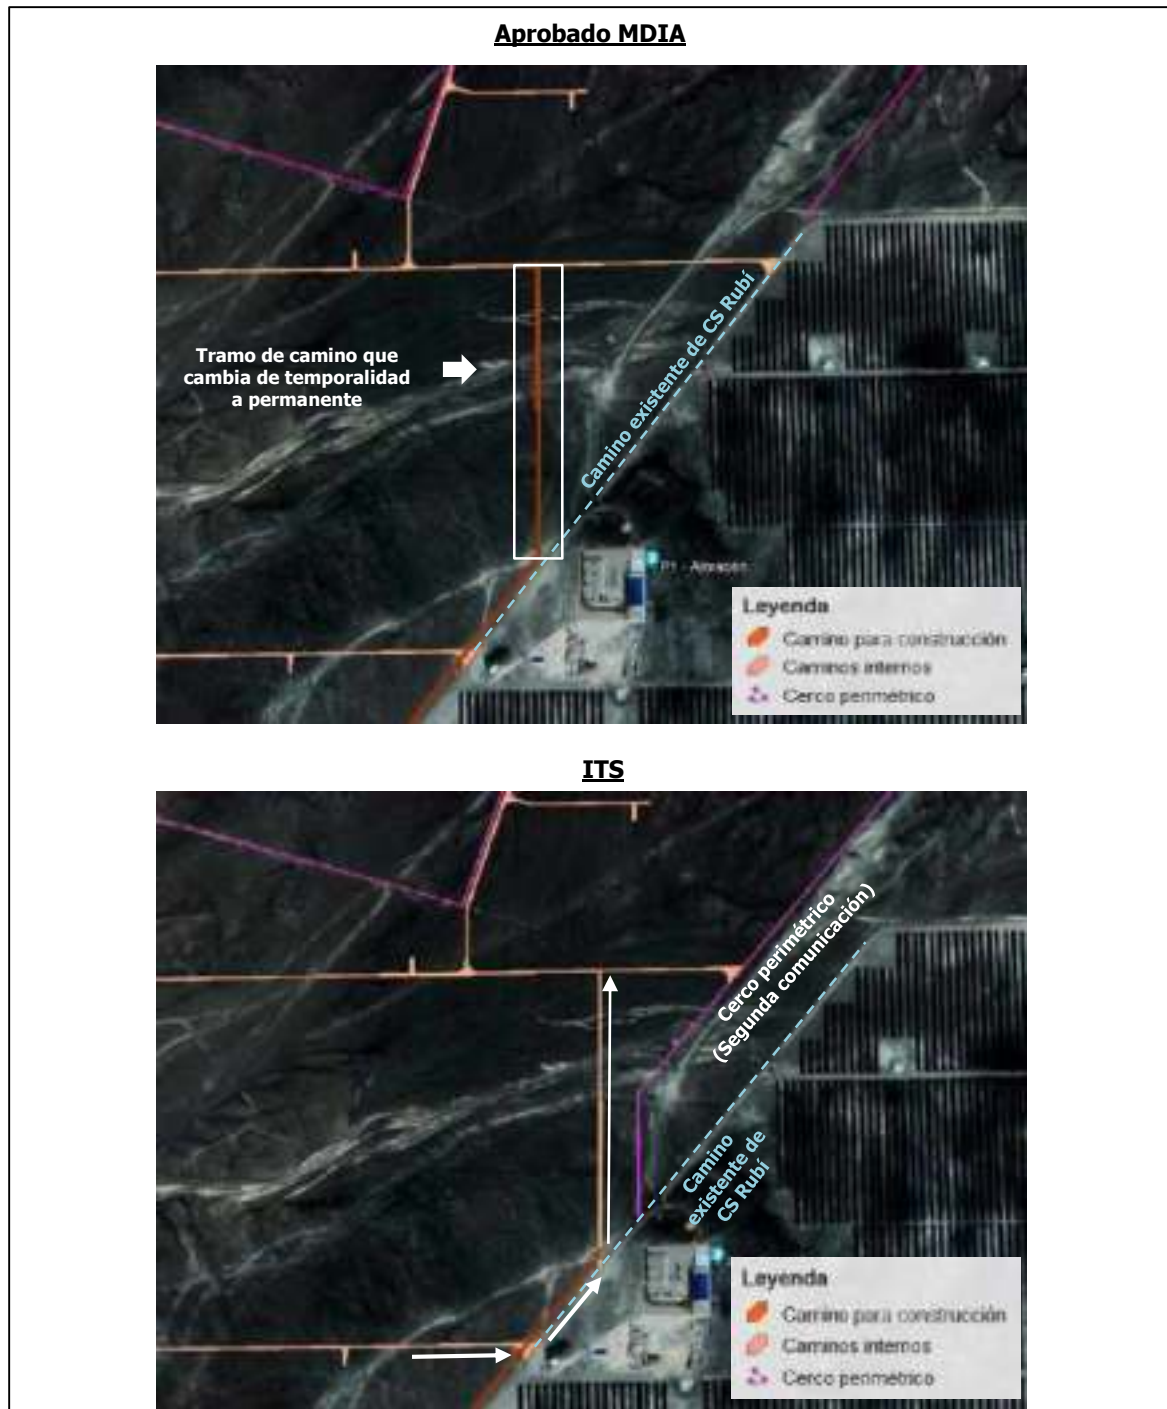 Aprobado MDIA
Tramo de camino que
cambia de temporalidad
a permanente
Camino existente de CS Rubí
P1 - Almacén
Leyenda
Camino para construcción
Caminos internos
Cerco perimétrico
ITS
Cerco perimétrico
(Segunda comunicación)
Camino
existente de
CS Rubí
Leyenda
Camino para construcción
Caminos internos
Cerco perimétrico